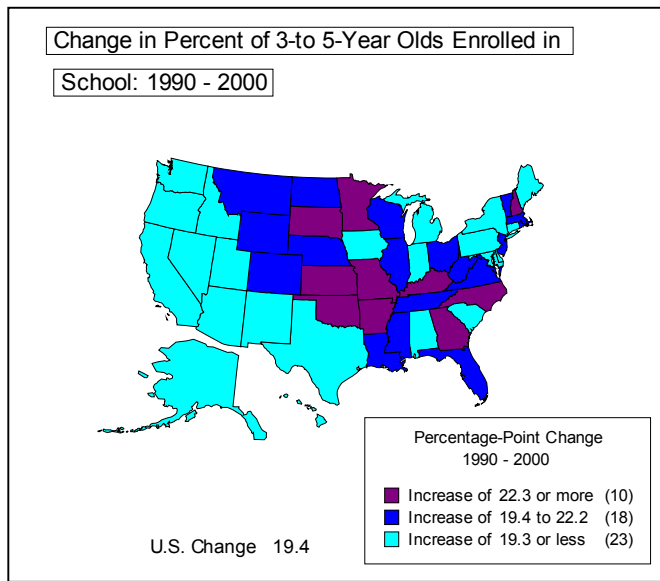 Change in Percent of 3-to 5-Year Olds Enrolled in
School: 1990 - 2000
Percentage-Point Change
1990 - 2000
Increase of 22.3 or more (10)
Increase of 19.4 to 22.2 (18)
Increase of 19.3 or less (23)
U.S. Change 19.4